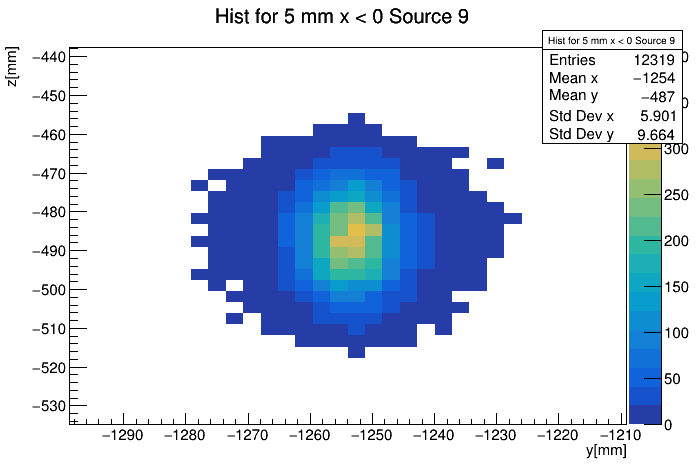 Hist for 5 mm x < 0 Source 9
z[mm]
Hist for 5 mm x < 0 Source 9
Entries 12319
Mean x −1254
Mean y −487
Std Dev x 5.901
Std Dev y 9.664
−440
−450
−460
−470
−480
−490
−500
−510
−520
−530
0
0
300
250
200
150
100
50
0
−1290 −1280 −1270 −1260 −1250 −1240 −1230 −1220 −1210
y[mm]